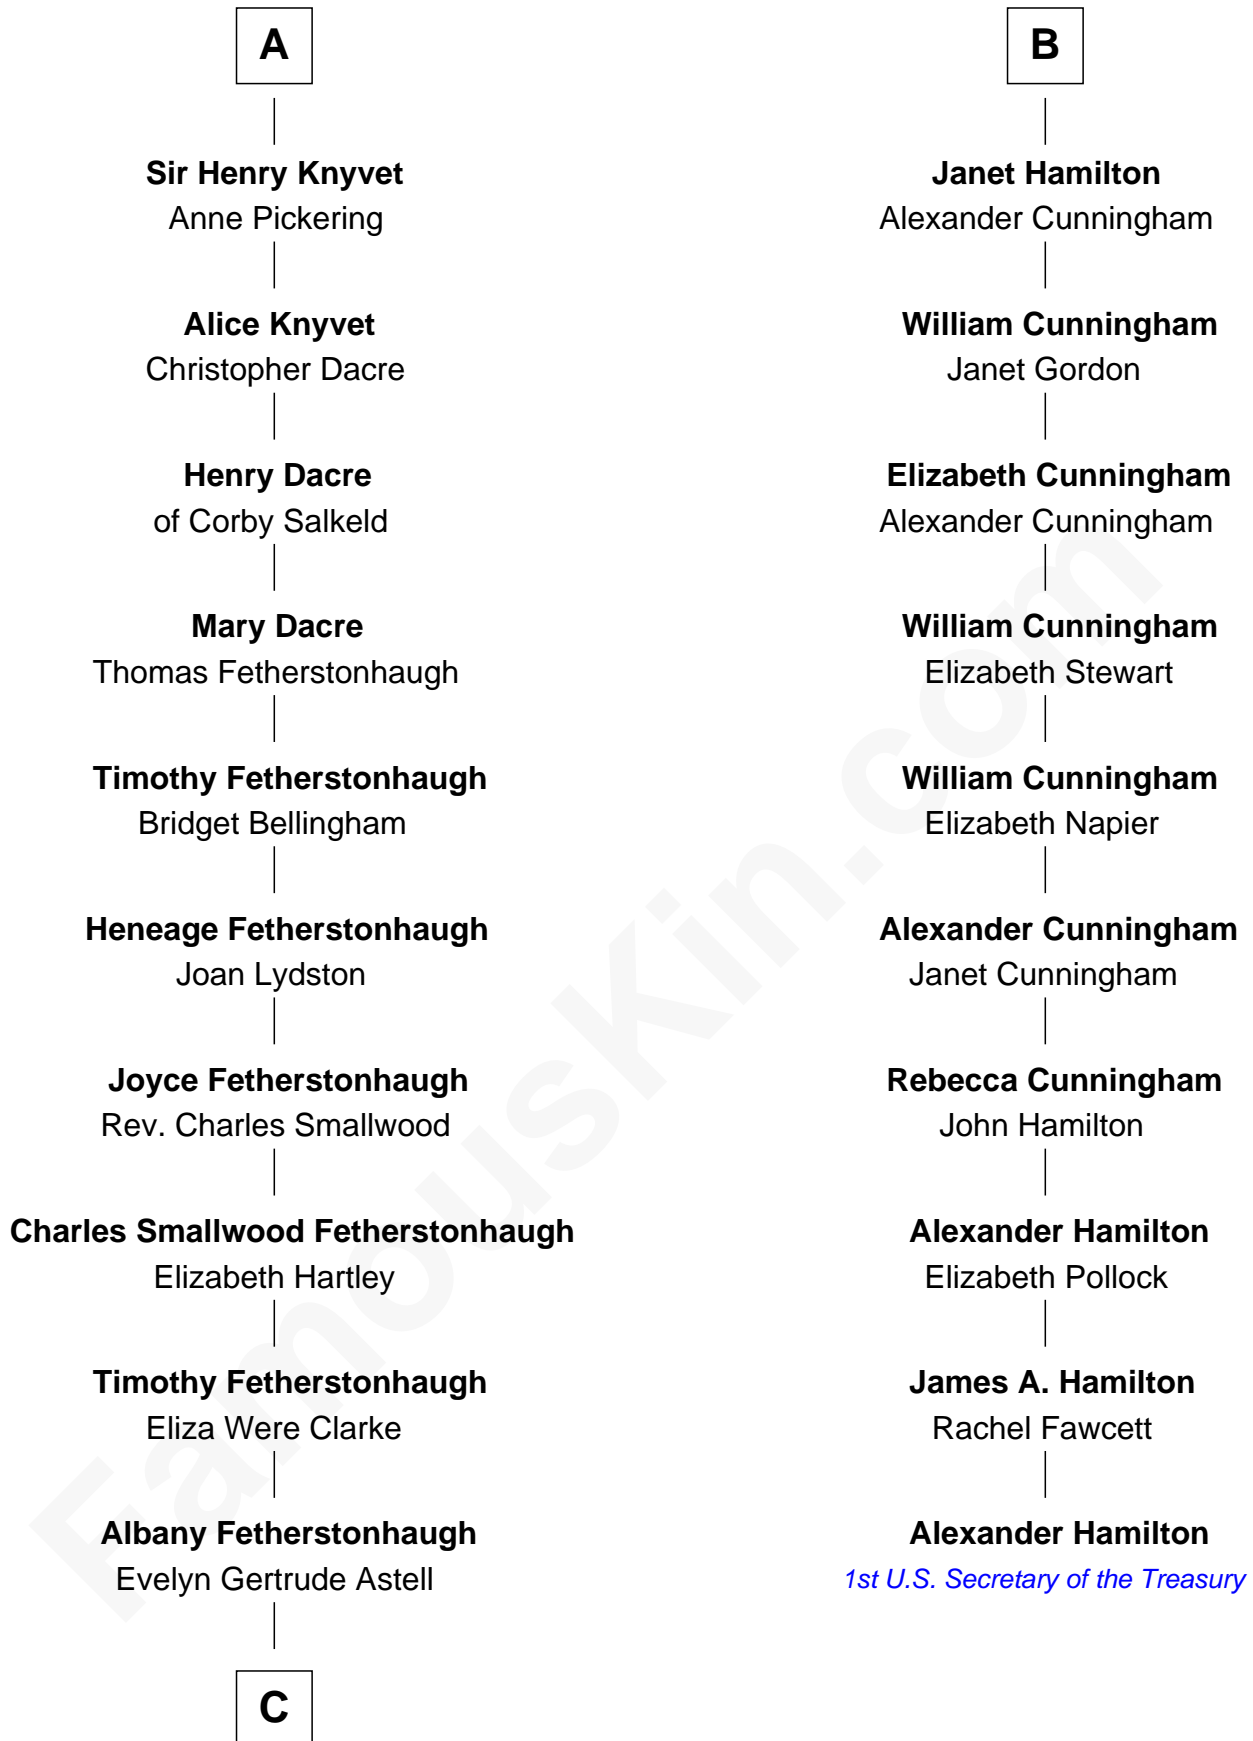 A
Sir Henry Knyvet
Anne Pickering
Alice Knyvet
Christopher Dacre
Henry Dacre
of Corby Salkeld
Mary Dacre
Thomas Fetherstonhaugh
Timothy Fetherstonhaugh
Bridget Bellingham
Heneage Fetherstonhaugh
Joan Lydston
Joyce Fetherstonhaugh
Rev. Charles Smallwood
Charles Smallwood Fetherstonhaugh
Elizabeth Hartley
Timothy Fetherstonhaugh
Eliza Were Clarke
Albany Fetherstonhaugh
Evelyn Gertrude Astell
C
B
Janet Hamilton
Alexander Cunningham
William Cunningham
Janet Gordon
Elizabeth Cunningham
Alexander Cunningham
William Cunningham
Elizabeth Stewart
William Cunningham
Elizabeth Napier
Alexander Cunningham
Janet Cunningham
Rebecca Cunningham
John Hamilton
Alexander Hamilton
Elizabeth Pollock
James A. Hamilton
Rachel Fawcett
Alexander Hamilton
1st U.S. Secretary of the Treasury
FamousKin.com